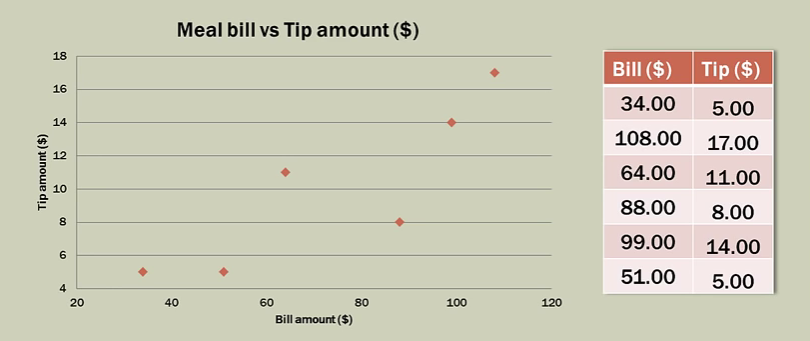 Meal bill vs Tip amount ($)
18
16
14
12
10
8
6
4
Tip amount ($)
20 40 60 80 100 120
Bill amount ($)
Bill ($) Tip ($)
34.00 5.00
108.00 17.00
64.00 11.00
88.00 8.00
99.00 14.00
51.00 5.00